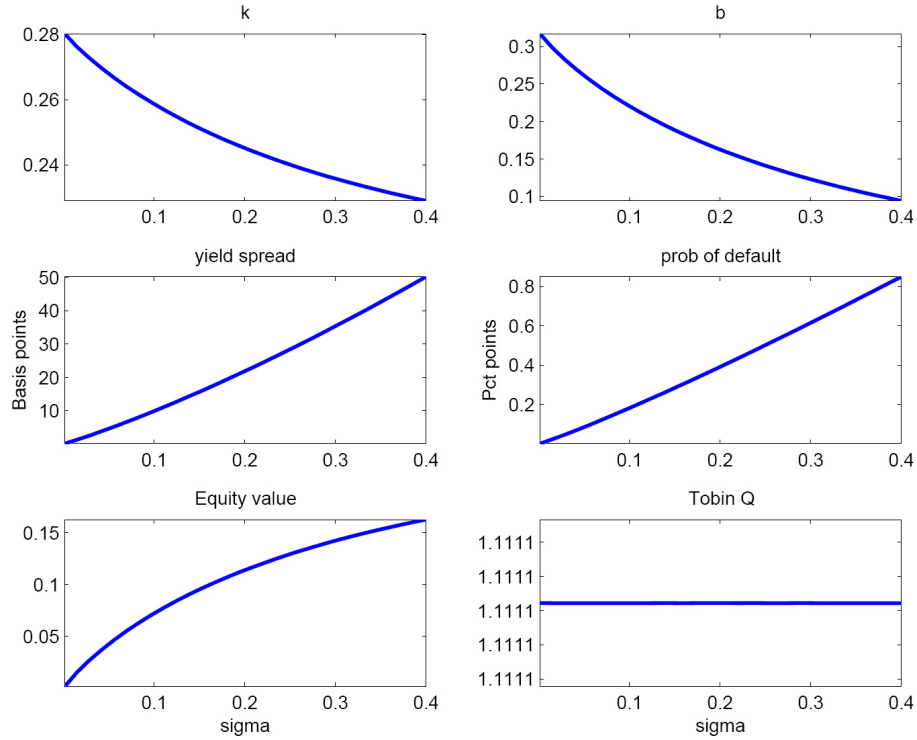 k
0.28
0.26
0.24
0.1 0.2 0.3 0.4
b
0.3
0.25
0.2
0.15
0.1
0.1 0.2 0.3 0.4
yield spread
Basis points
50
40
30
20
10
0.1 0.2 0.3 0.4
prob of default
Pct points
0.8
0.6
0.4
0.2
0.1 0.2 0.3 0.4
Equity value
0.15
0.1
0.05
0.1 0.2 0.3 0.4
sigma
Tobin Q
1.1111
1.1111
1.1111
1.1111
1.1111
0.1 0.2 0.3 0.4
sigma